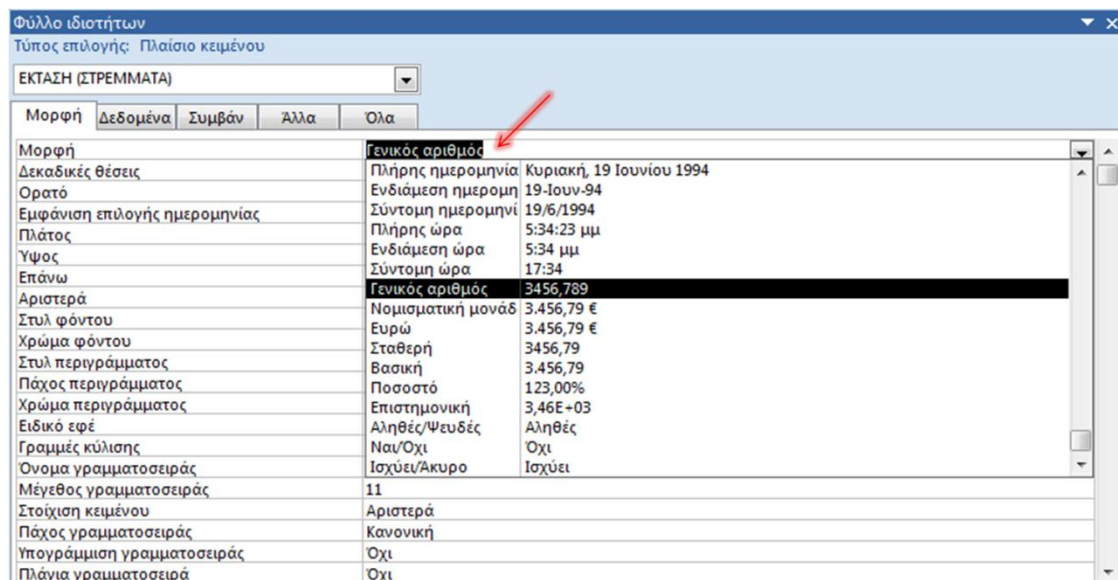 Φύλλο ιδιοτήτων
Τύπος επιλογής: Πλαίσιο κειμένου
ΕΚΤΑΣΗ (ΣΤΡΕΜΜΑΤΑ)
Μορφή Δεδομένα Συμβάν Άλλα Όλα
Μορφή Γενικός αριθμός
Δεκαδικές θέσεις
Ορατό
Εμφάνιση επιλογής ημερομηνίας
Πλάτος
Ύψος
Επάνω
Αριστερά
Στυλ φόντου
Χρώμα φόντου
Στυλ περιγράμματος
Πάχος περιγράμματος
Χρώμα περιγράμματος
Ειδικό εφέ
Γραμμές κύλισης
Όνομα γραμματοσειράς
Πλήρης ημερομηνία Κυριακή, 19 Ιουνίου 1994
Ενδιάμεση ημερομη 19-Ιουν-94
Σύντομη ημερομηνί 19/6/1994
Πλήρης ώρα 5:34:23 μμ
Ενδιάμεση ώρα 5:34 μμ
Σύντομη ώρα 17:34
Γενικός αριθμός 3456,789
Νομισματική μονάδ 3.456,79 €
Ευρώ 3.456,79 €
Σταθερή 3456,79
Βασική 3.456,79
Ποσοστό 123,00%
Επιστημονική 3,46E+03
Αληθές/Ψευδές Αληθές
Ναι/Όχι Όχι
Ισχύει/Άκυρο Ισχύει
Μέγεθος γραμματοσειράς 11
Στοίχιση κειμένου Αριστερά
Πάχος γραμματοσειράς Κανονική
Υπογράμμιση γραμματοσειράς Όχι
Πλάγια γραμματοσειρά Όχι